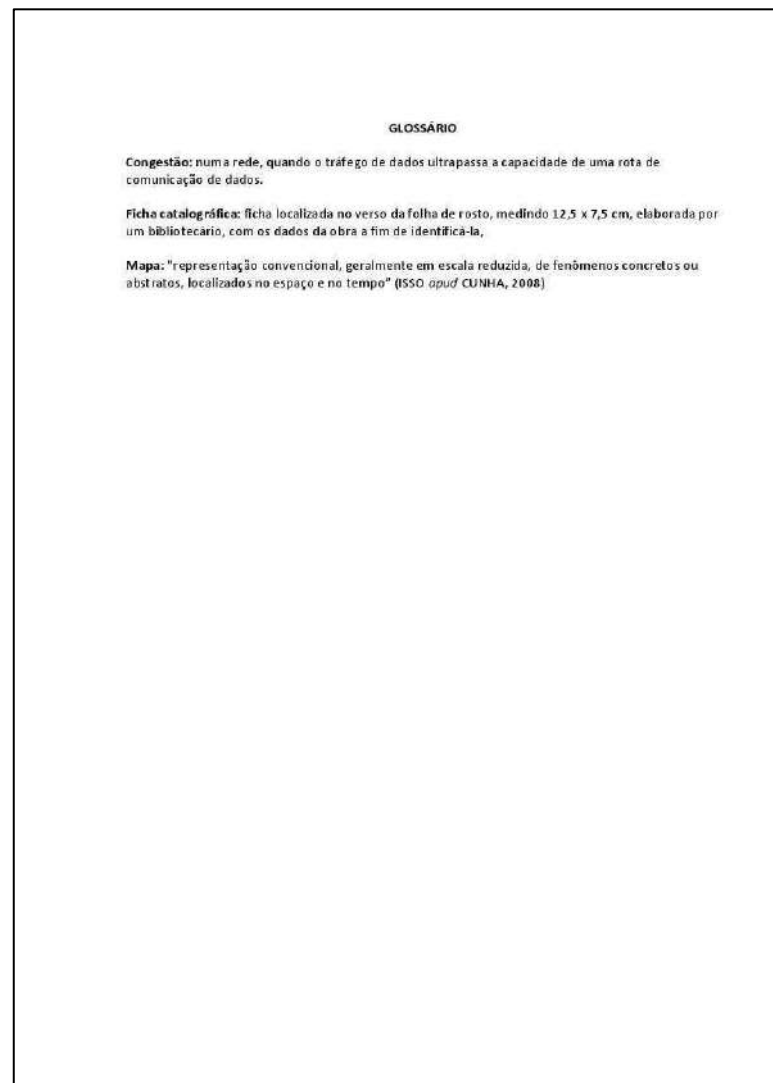 GLOSSÁRIO
Congestão: numa rede, quando o tráfego de dados ultrapassa a capacidade de uma rota de
comunicação de dados.
Ficha catalográfica: ficha localizada no verso da folha de rosto, medindo 12,5 x 7,5 cm, elaborada por
um bibliotecário, com os dados da obra a fim de identificá-la,
Mapa: "representação convencional, geralmente em escala reduzida, de fenômenos concretos ou
abstratos, localizados no espaço e no tempo" (ISSO apud CUNHA, 2008)